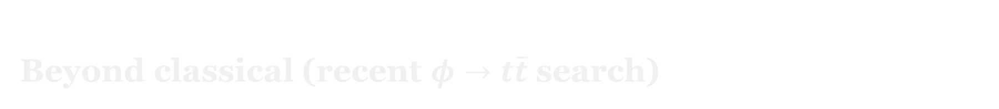 Beyond classical (recent ϕ → tt̄ search)